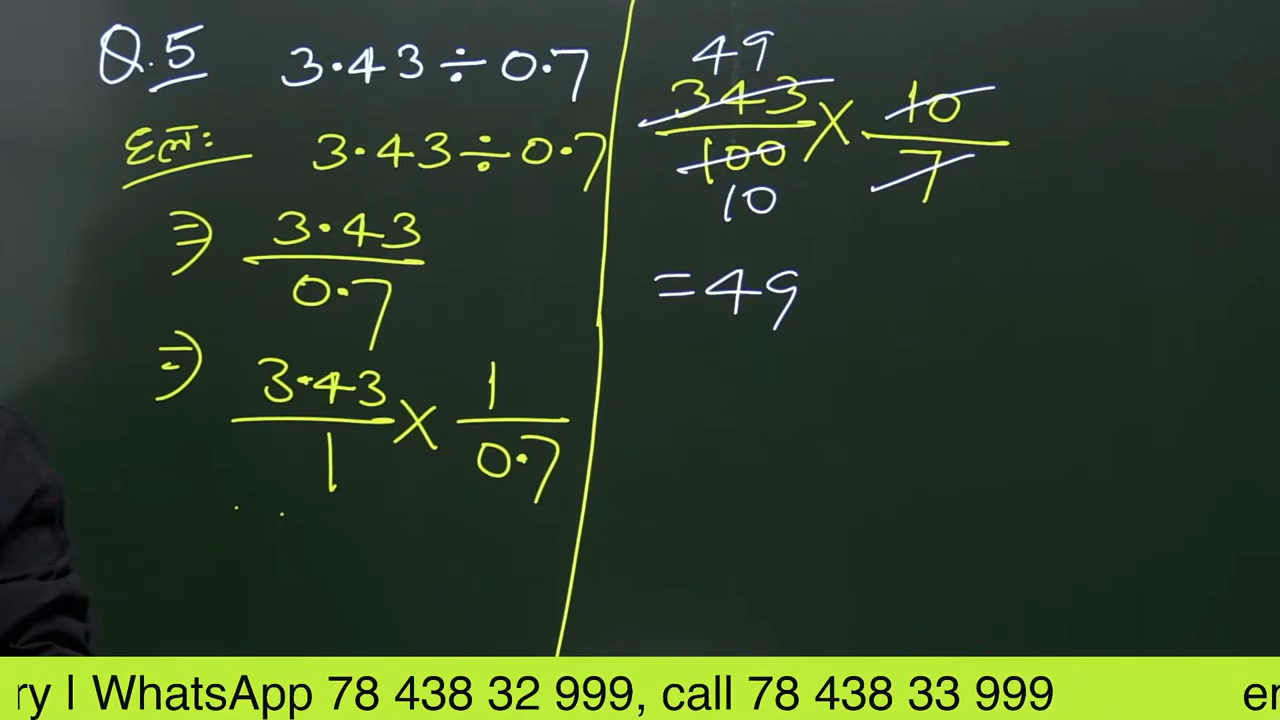 Q.5 3.43 ÷ 0.7
हल: 3.43 ÷ 0.7
⇒ 3.43 / 0.7
⇒ 3.43 / 1 × 1 / 0.7
49
343 / 100 × 10 / 7
10
= 49
ry | WhatsApp 78 438 32 999, call 78 438 33 999 er